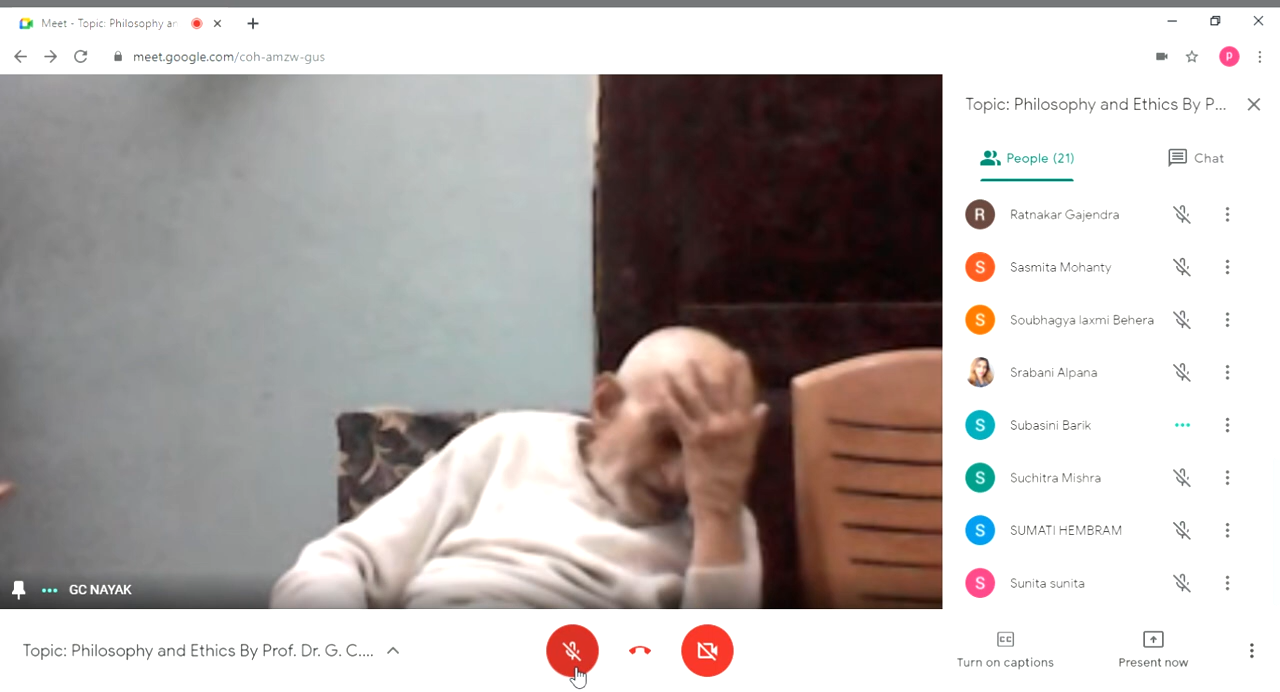 Meet - Topic: Philosophy an
meet.google.com/coh-amzw-gus
P
Topic: Philosophy and Ethics By P...
People (21)
Chat
R Ratnakar Gajendra
S Sasmita Mohanty
S Soubhagya laxmi Behera
Srabani Alpana
S Subasini Barik
S Suchitra Mishra
S SUMATI HEMBRAM
S Sunita sunita
GC NAYAK
Topic: Philosophy and Ethics By Prof. Dr. G. C....
CC
Turn on captions
Present now